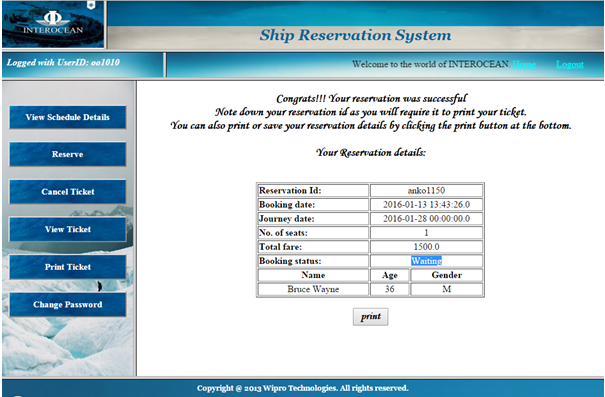 INTEROCEAN
Ship Reservation System
Logged with UserID: oo1010
Welcome to the world of INTEROCEAN. Home Logout
View Schedule Details
Reserve
Cancel Ticket
View Ticket
Print Ticket
Change Password
Congrats!!! Your reservation was successful
Note down your reservation id as you will require it to print your ticket.
You can also print or save your reservation details by clicking the print button at the bottom.
Your Reservation details:
Reservation Id: anko1150
Booking date: 2016-01-13 13:43:26.0
Journey date: 2016-01-28 00:00:00.0
No. of seats: 1
Total fare: 1500.0
Booking status: Waiting
Name Age Gender
Bruce Wayne 36 M
print
Copyright @ 2013 Wipro Technologies. All rights reserved.